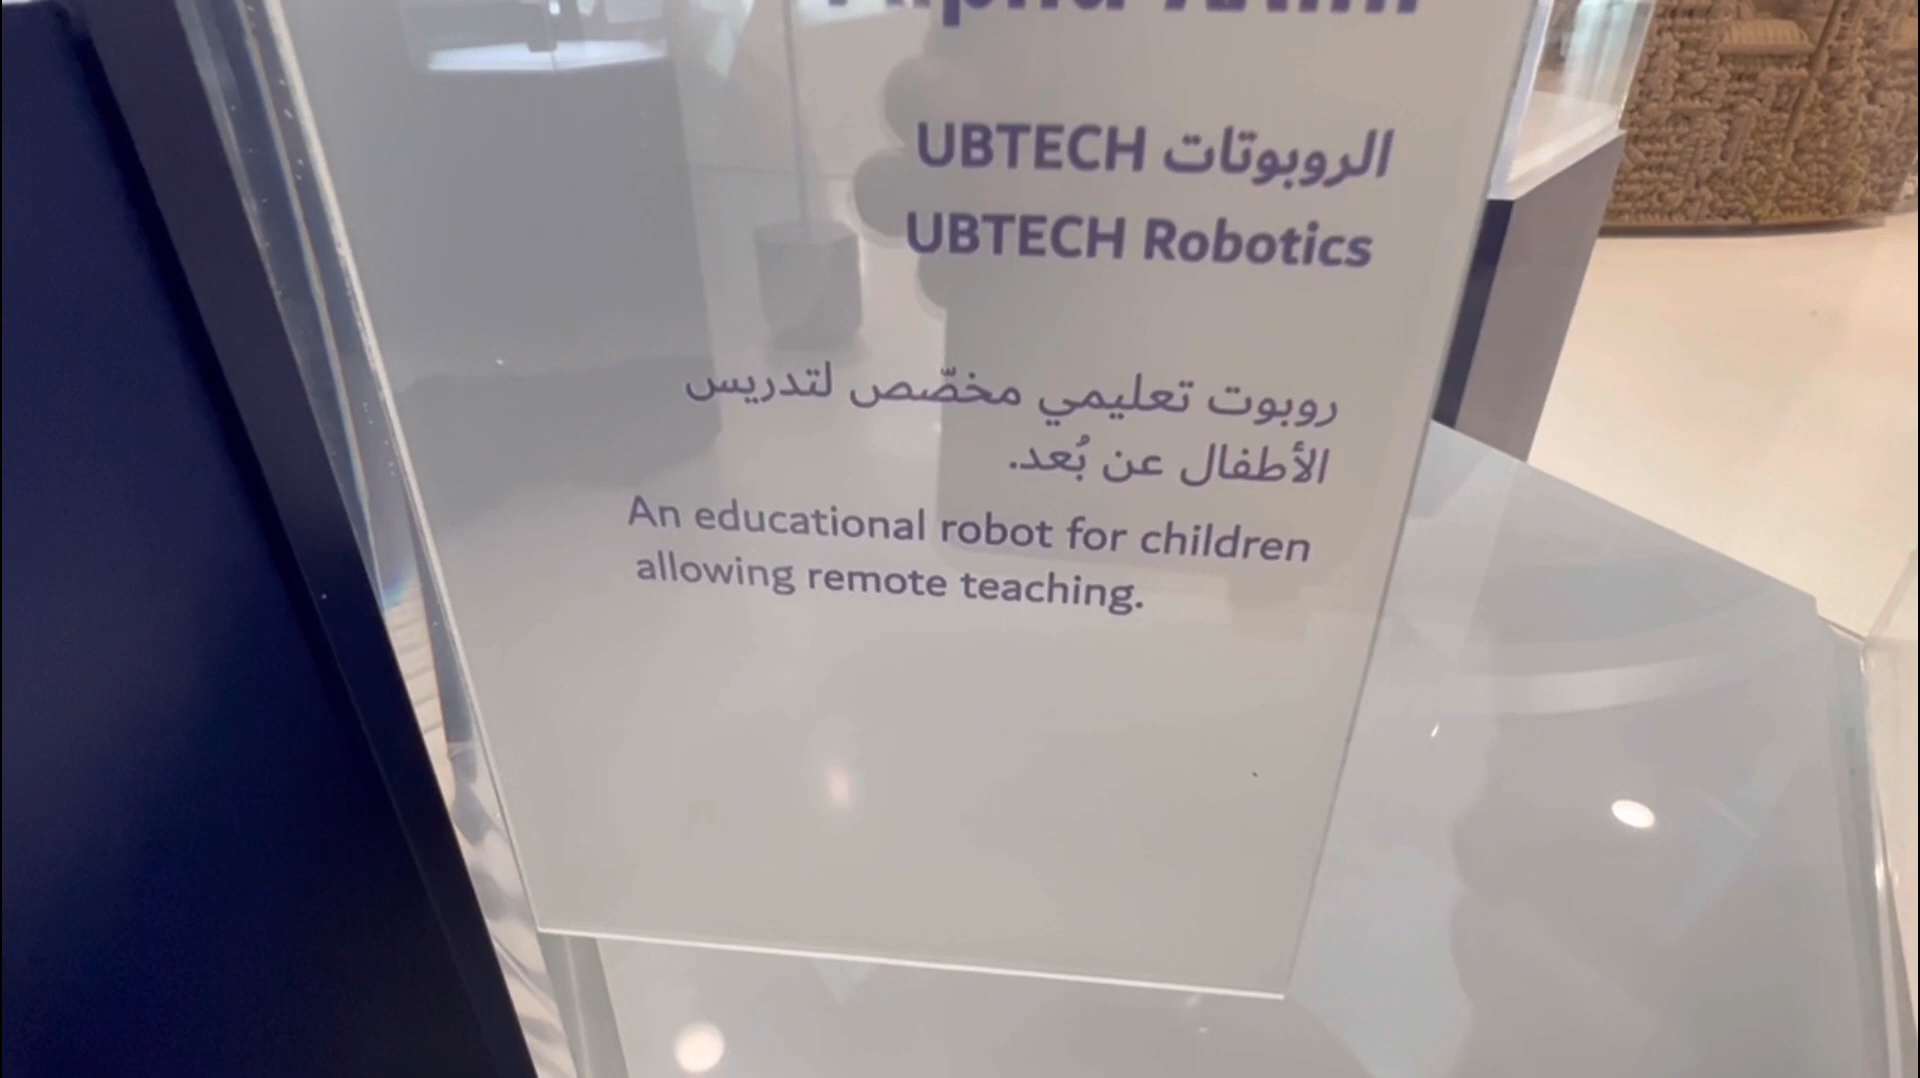 UBTECH الروبوتات
UBTECH Robotics
روبوت تعليمي مخصّص لتدريس
الأطفال عن بُعد.
An educational robot for children
allowing remote teaching.